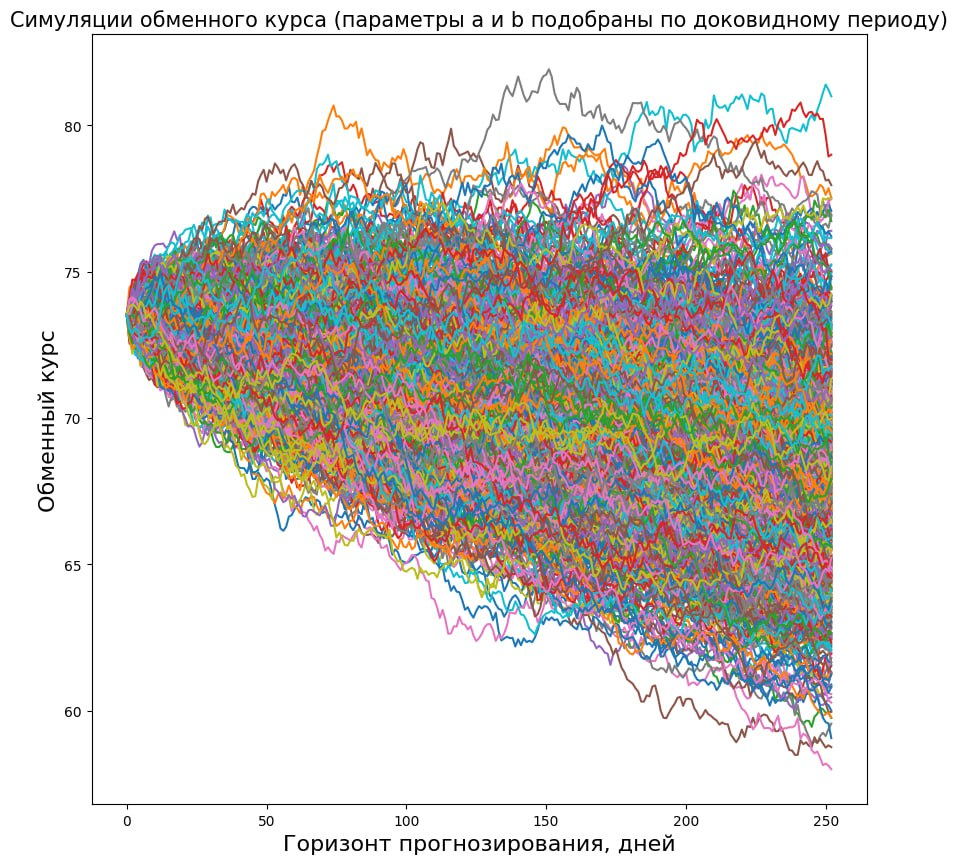 Симуляции обменного курса (параметры a и b подобраны по доковидному периоду)
80
75
70
65
60
Обменный курс
0 50 100 150 200 250
Горизонт прогнозирования, дней